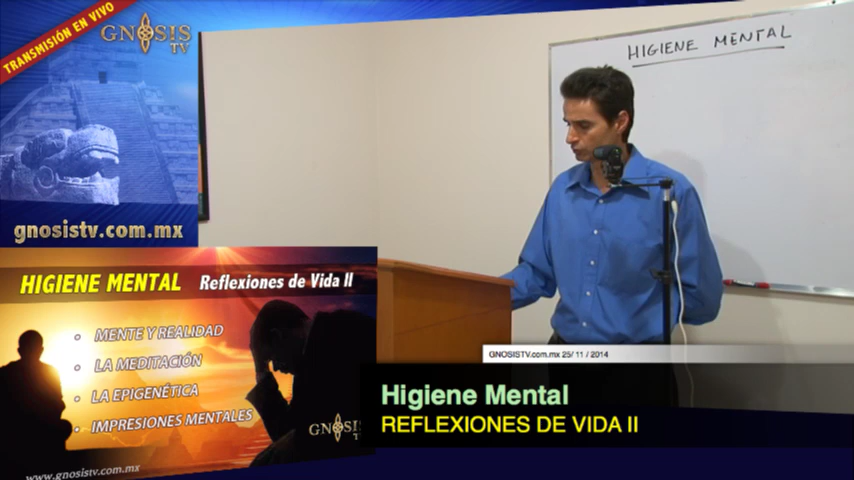 TRANSMISIÓN EN VIVO
GNOSIS
TV
gnosistv.com.mx
HIGIENE MENTAL
HIGIENE MENTAL Reflexiones de Vida II
• MENTE Y REALIDAD
• LA MEDITACIÓN
• LA EPIGENÉTICA
• IMPRESIONES MENTALES
GNOSIS
TV
www.gnosistv.com.mx
GNOSISTV.com.mx 25/ 11 / 2014
Higiene Mental
REFLEXIONES DE VIDA II